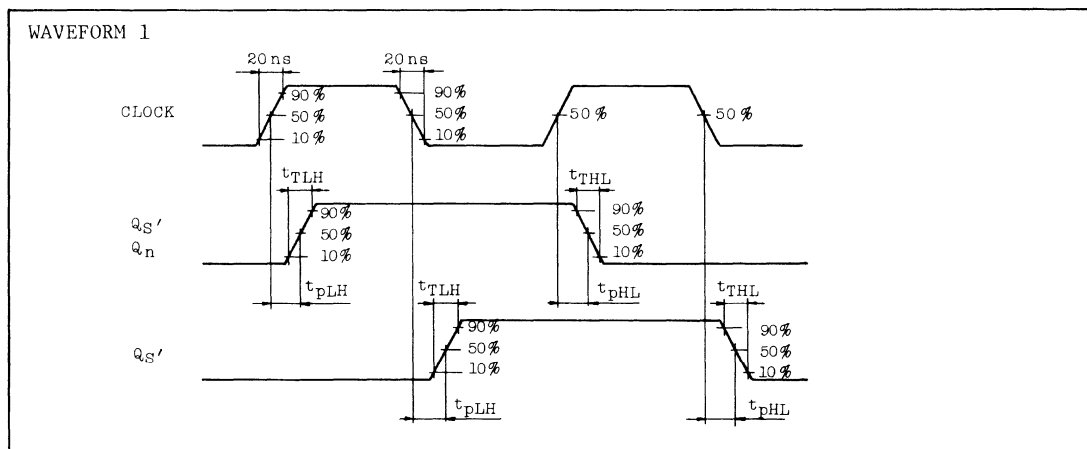 WAVEFORM 1
20 ns 20 ns
90% 90%
CLOCK 50% 50% 50% 50%
10% 10%
tTLH tTHL
90% 90%
QS' 50% 50%
Qn 10% 10%
tpLH tTLH tpHL tTHL
90% 90%
QS' 50% 50%
10% 10%
tpLH tpHL